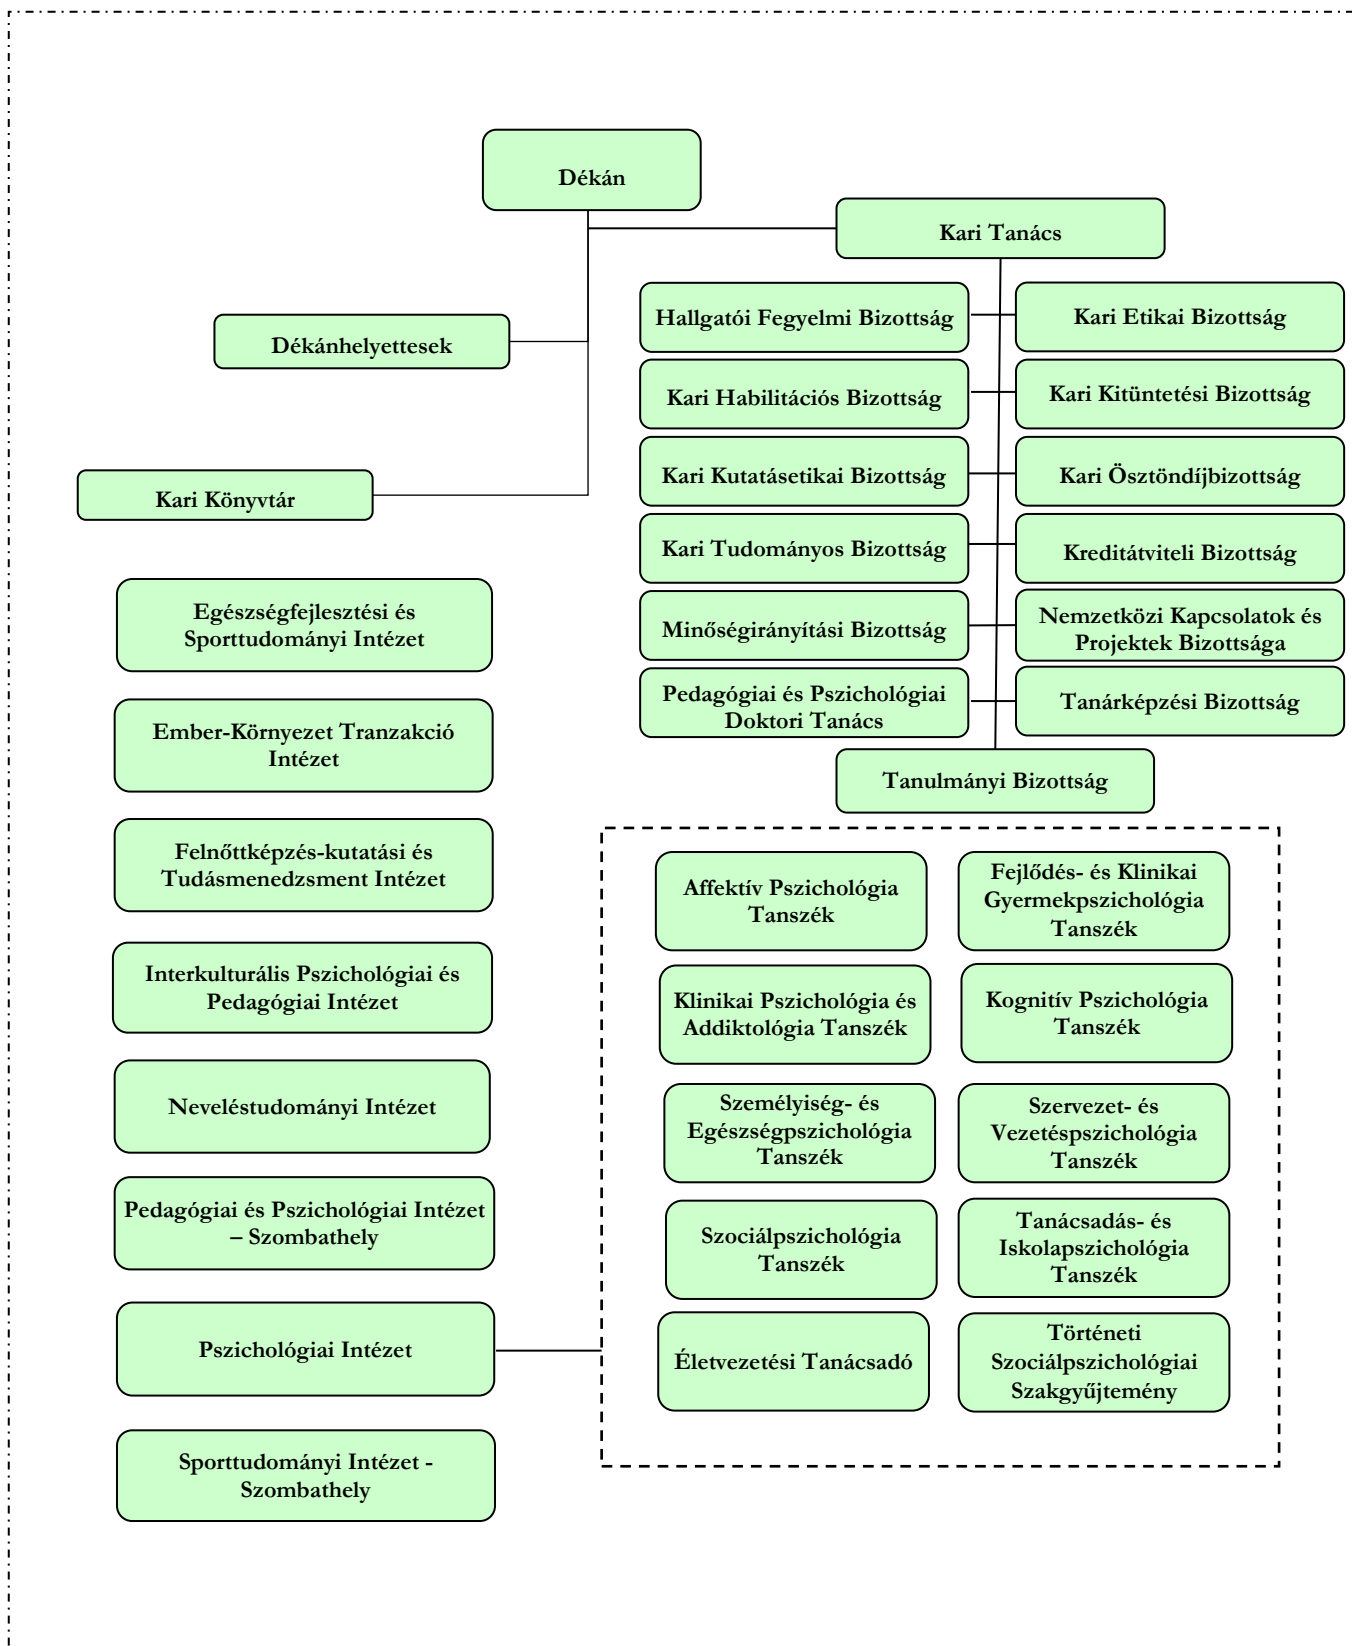 Dékán
Kari Tanács
Dékánhelyettesek
Kari Könyvtár
Hallgatói Fegyelmi Bizottság
Kari Etikai Bizottság
Kari Habilitációs Bizottság
Kari Kitüntetési Bizottság
Kari Kutatásetikai Bizottság
Kari Ösztöndíjbizottság
Kari Tudományos Bizottság
Kreditátviteli Bizottság
Minőségirányítási Bizottság
Nemzetközi Kapcsolatok és
Projektek Bizottsága
Pedagógiai és Pszichológiai
Doktori Tanács
Tanárképzési Bizottság
Tanulmányi Bizottság
Egészségfejlesztési és
Sporttudományi Intézet
Ember-Környezet Tranzakció
Intézet
Felnőttképzés-kutatási és
Tudásmenedzsment Intézet
Interkulturális Pszichológiai és
Pedagógiai Intézet
Neveléstudományi Intézet
Pedagógiai és Pszichológiai Intézet
– Szombathely
Pszichológiai Intézet
Sporttudományi Intézet -
Szombathely
Affektív Pszichológia
Tanszék
Fejlődés- és Klinikai
Gyermekpszichológia
Tanszék
Klinikai Pszichológia és
Addiktológia Tanszék
Kognitív Pszichológia
Tanszék
Személyiség- és
Egészségpszichológia
Tanszék
Szervezet- és
Vezetéspszichológia
Tanszék
Szociálpszichológia
Tanszék
Tanácsadás- és
Iskolapszichológia
Tanszék
Életvezetési Tanácsadó
Történeti
Szociálpszichológiai
Szakgyűjtemény